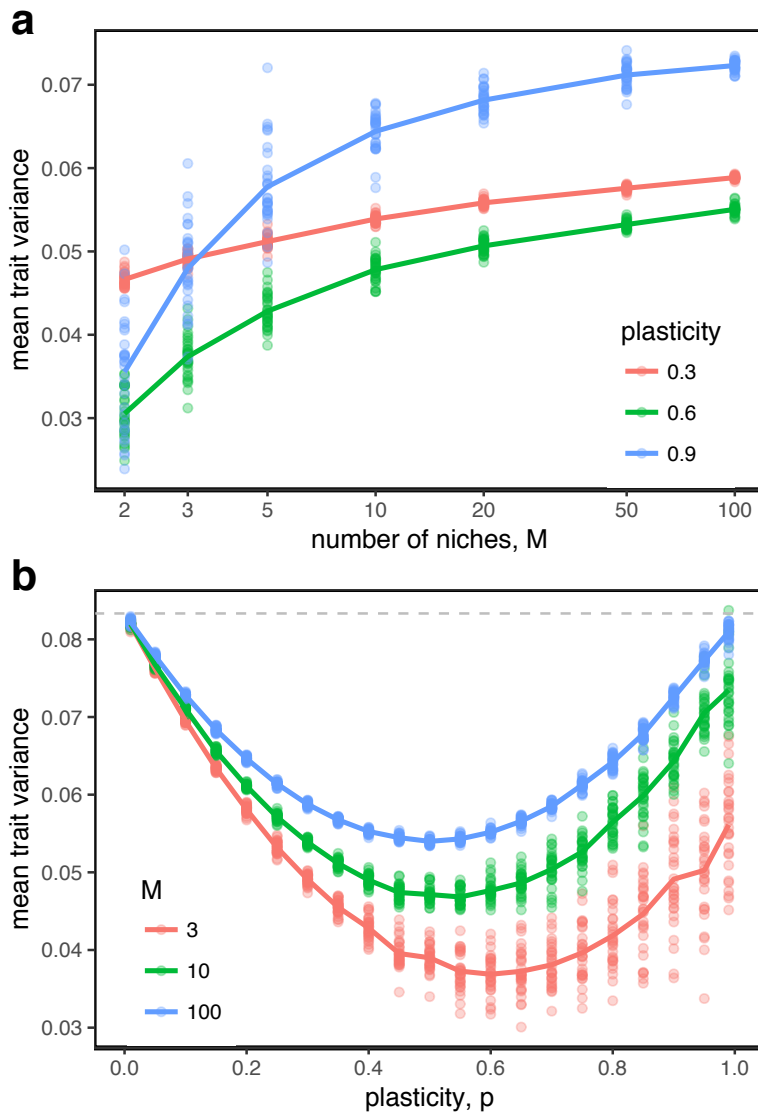 a
mean trait variance
0.07
0.06
0.05
0.04
0.03
plasticity
0.3
0.6
0.9
2 3 5 10 20 50 100
number of niches, M
b
mean trait variance
0.08
0.07
0.06
0.05
0.04
0.03
M
3
10
100
0.0 0.2 0.4 0.6 0.8 1.0
plasticity, p